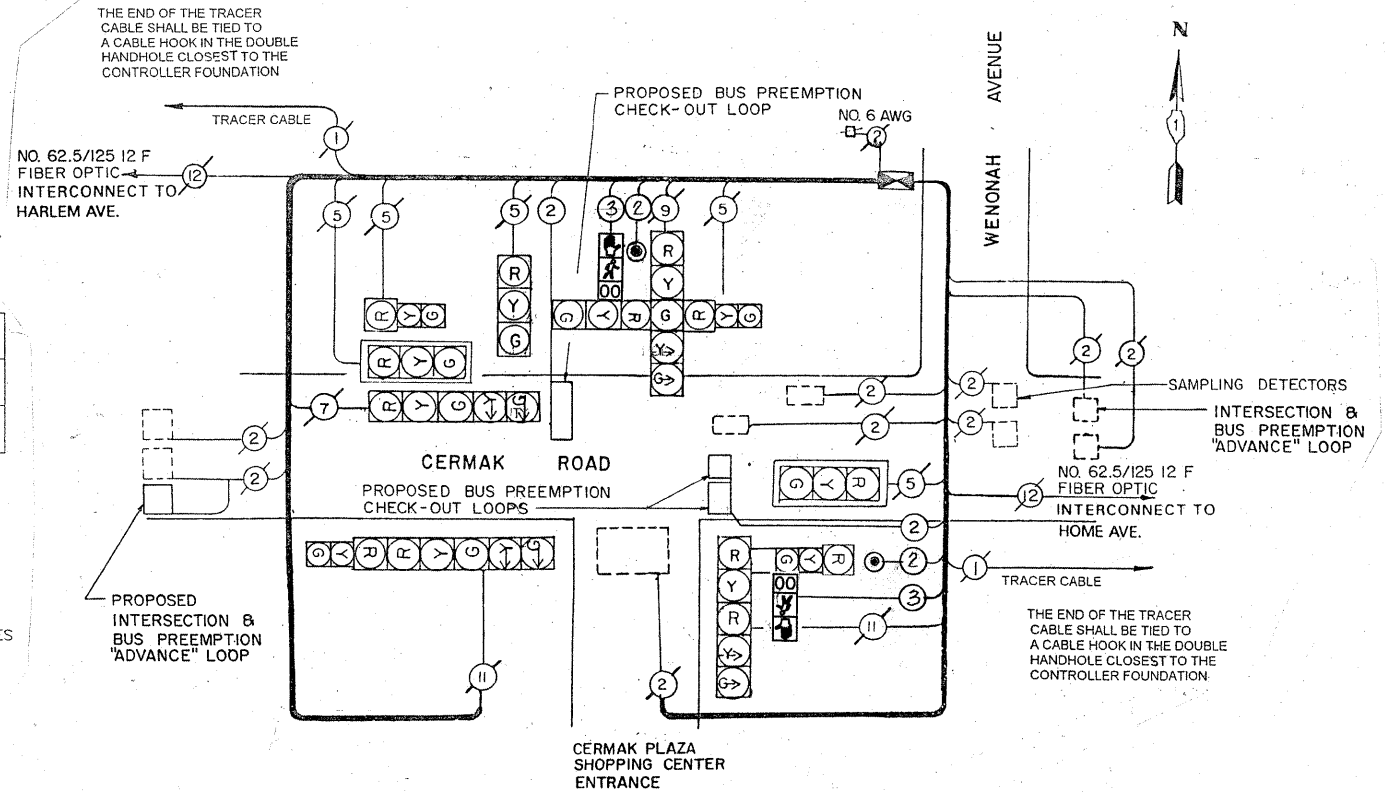 THE END OF THE TRACER
CABLE SHALL BE TIED TO
A CABLE HOOK IN THE DOUBLE
HANDHOLE CLOSEST TO THE
CONTROLLER FOUNDATION
TRACER CABLE
1
NO. 62.5/125 12 F
FIBER OPTIC
INTERCONNECT TO
HARLEM AVE.
12
PROPOSED BUS PREEMPTION
CHECK-OUT LOOP
NO. 6 AWG
2
WENONAH AVENUE
N
1
5 5 5 2 3 2 9 5
R Y G
R Y G
R Y G
R Y G Y G
R
Y
G
00
G Y R
R
Y
G
Y
G
R Y G
7
2
2
2
2
2
2
2
2
SAMPLING DETECTORS
INTERSECTION &
BUS PREEMPTION
"ADVANCE" LOOP
CERMAK ROAD
PROPOSED BUS PREEMPTION
CHECK-OUT LOOPS
G Y R
5
NO. 62.5/125 12 F
FIBER OPTIC
INTERCONNECT TO
HOME AVE.
12
2
G Y R R Y G Y G
R
Y
R
Y
G
G Y R
00
2
3
11
1
TRACER CABLE
THE END OF THE TRACER
CABLE SHALL BE TIED TO
A CABLE HOOK IN THE DOUBLE
HANDHOLE CLOSEST TO THE
CONTROLLER FOUNDATION
PROPOSED
INTERSECTION &
BUS PREEMPTION
"ADVANCE" LOOP
ES
11
2
CERMAK PLAZA
SHOPPING CENTER
ENTRANCE